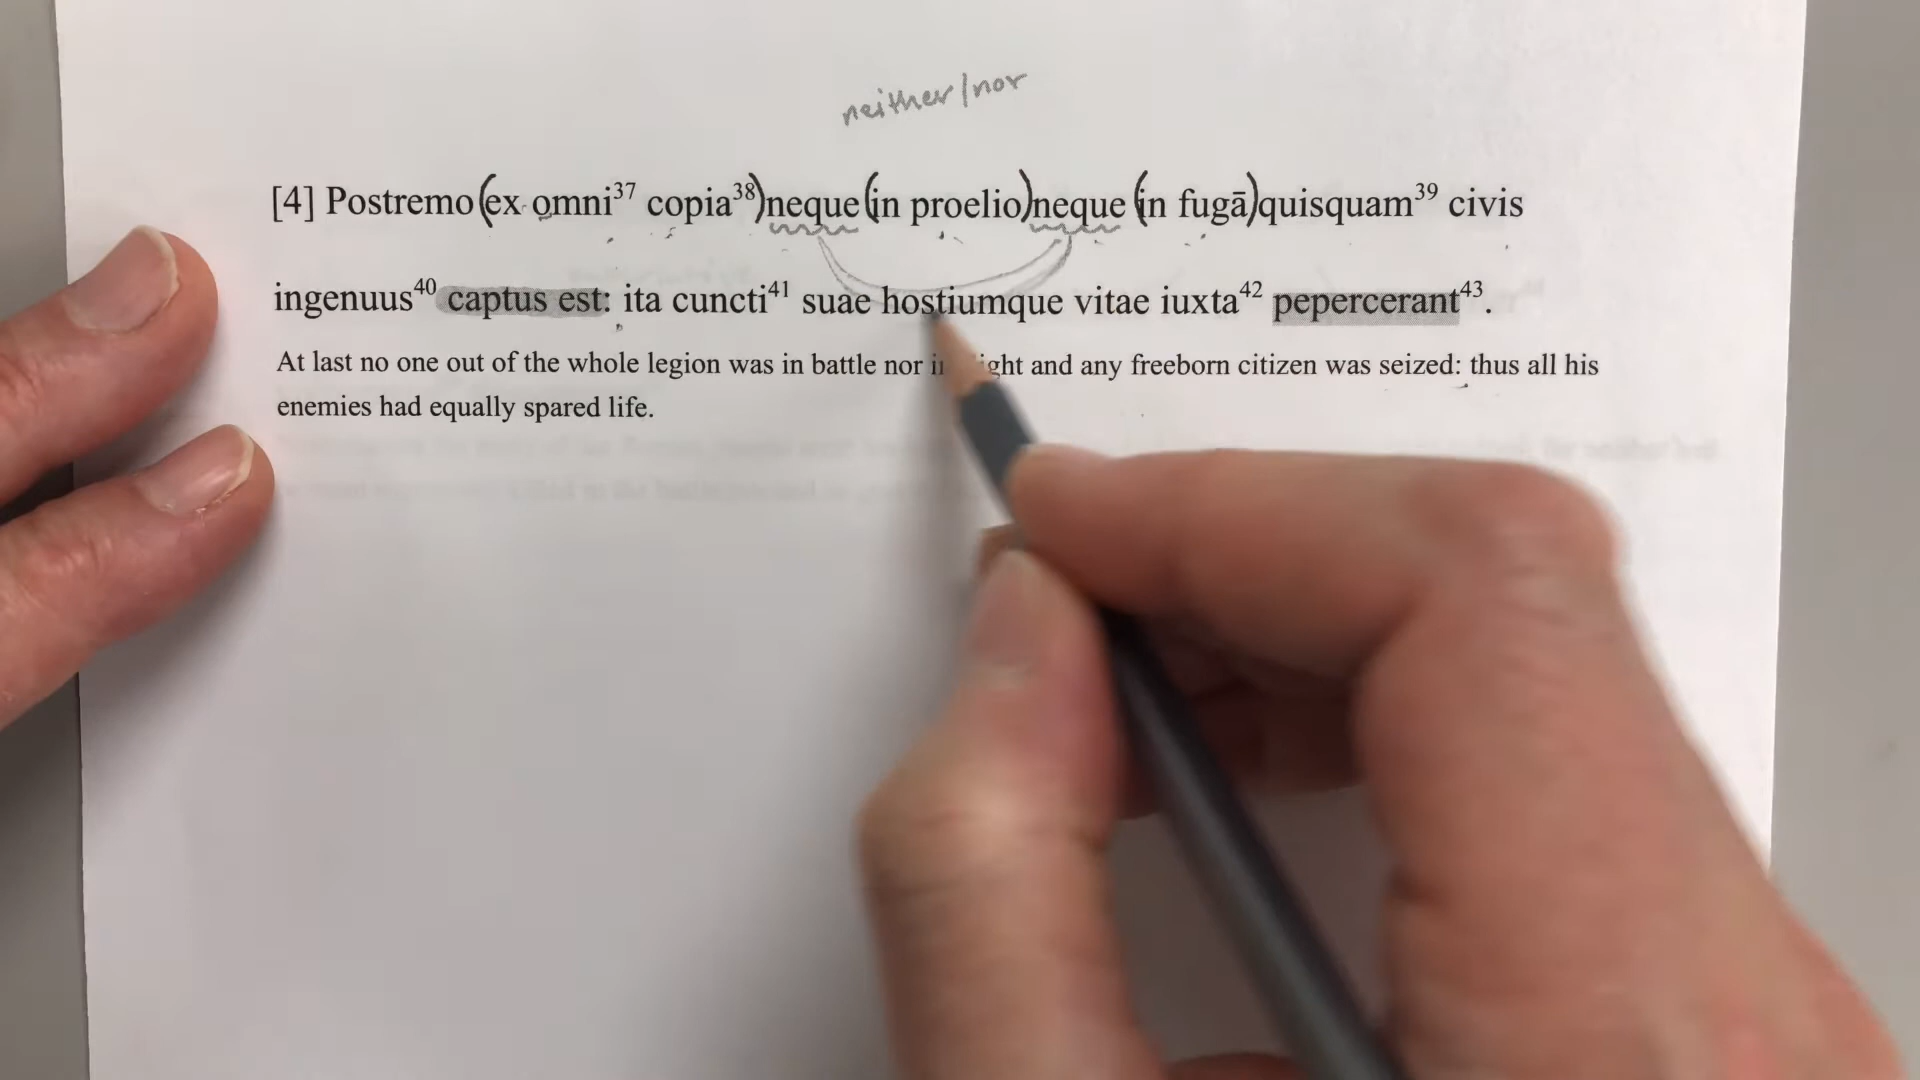 neither/nor
[4] Postremo (ex omni37 copia38) neque (in proelio) neque (in fugā) quisquam39 civis
ingenuus40 captus est: ita cuncti41 suae hostiumque vitae iuxta42 pepercerant43.
At last no one out of the whole legion was in battle nor and any freeborn citizen was seized: thus all his
enemies had equally spared life.